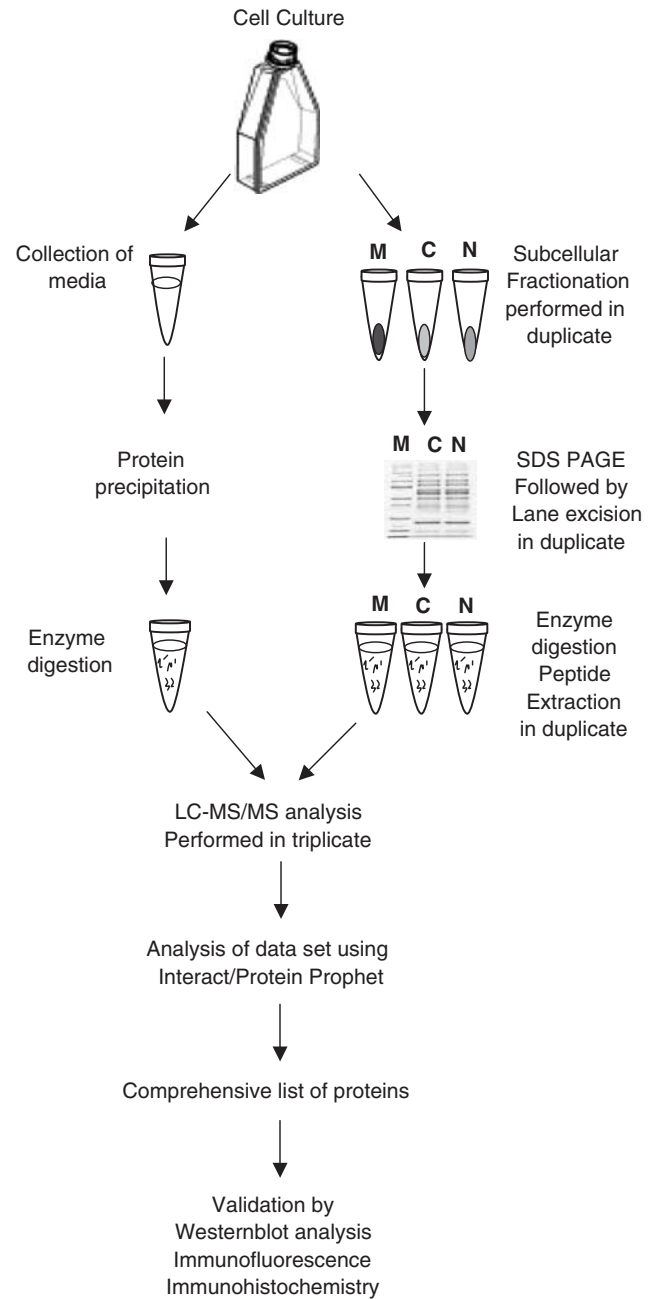 Cell Culture
Collection of
media
M C N
Subcellular
Fractionation
performed in
duplicate
Protein
precipitation
M C N
SDS PAGE
Followed by
Lane excision
in duplicate
Enzyme
digestion
M C N
Enzyme
digestion
Peptide
Extraction
in duplicate
LC-MS/MS analysis
Performed in triplicate
Analysis of data set using
Interact/Protein Prophet
Comprehensive list of proteins
Validation by
Westernblot analysis
Immunofluorescence
Immunohistochemistry